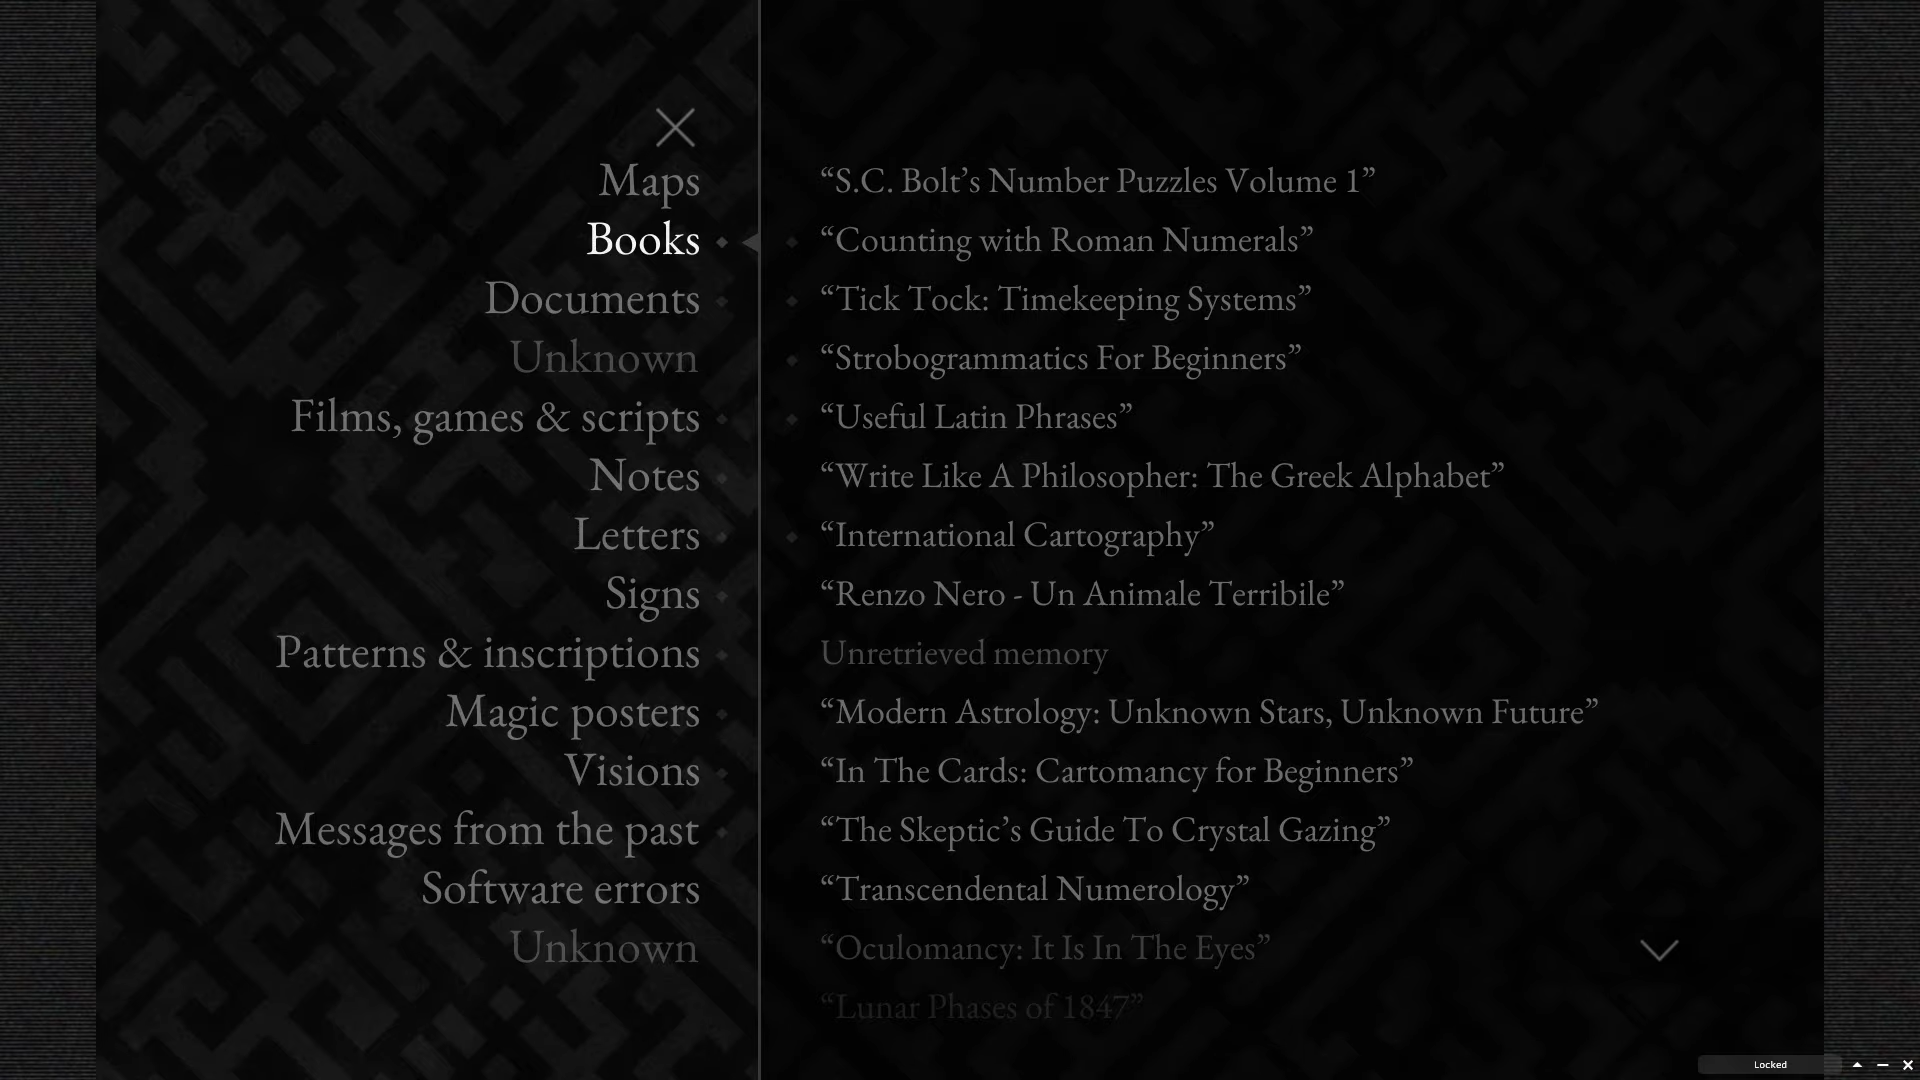 Maps
Books
Documents
Unknown
Films, games & scripts
Notes
Letters
Signs
Patterns & inscriptions
Magic posters
Visions
Messages from the past
Software errors
Unknown
“S.C. Bolt’s Number Puzzles Volume 1”
“Counting with Roman Numerals”
“Tick Tock: Timekeeping Systems”
“Strobogrammatics For Beginners”
“Useful Latin Phrases”
“Write Like A Philosopher: The Greek Alphabet”
“International Cartography”
“Renzo Nero - Un Animale Terribile”
Unretrieved memory
“Modern Astrology: Unknown Stars, Unknown Future”
“In The Cards: Cartomancy for Beginners”
“The Skeptic’s Guide To Crystal Gazing”
“Transcendental Numerology”
“Oculomancy: It Is In The Eyes”
“Lunar Phases of 1847”
Locked